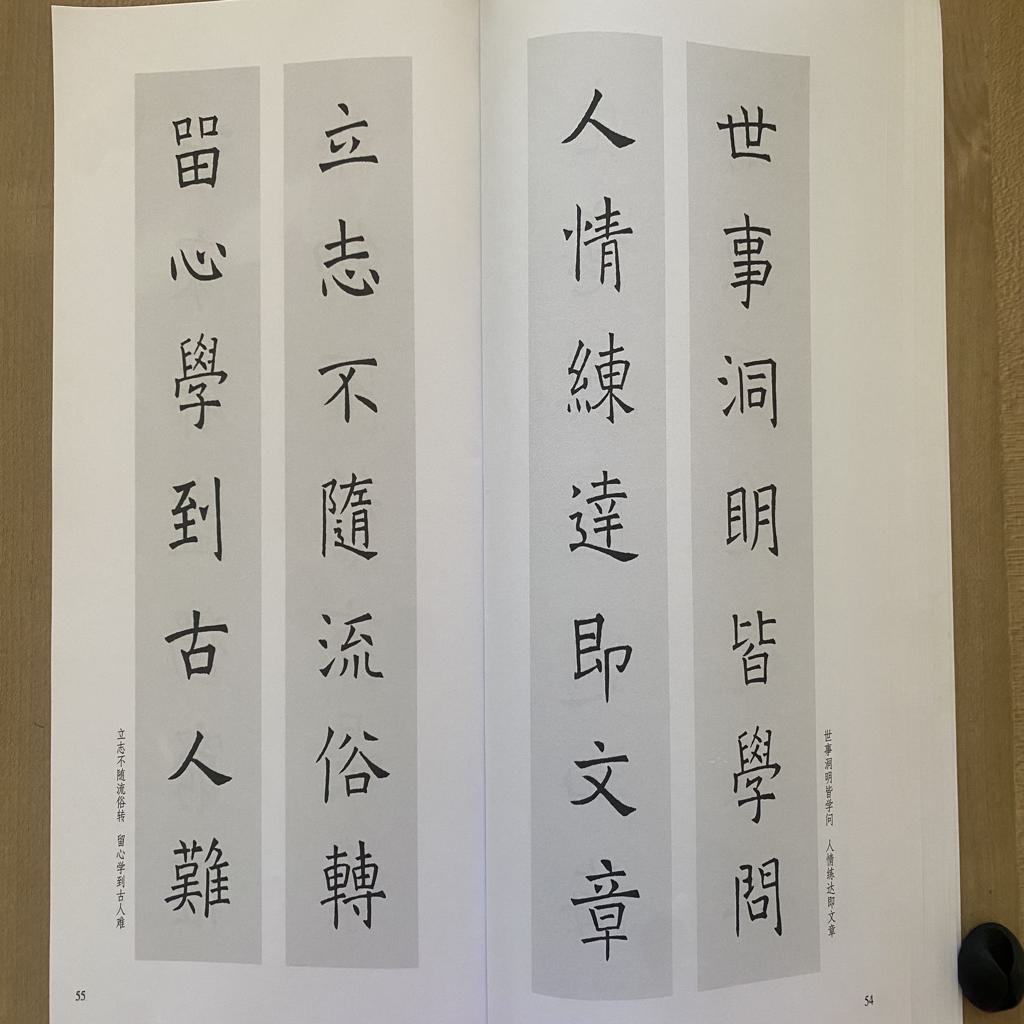 世事洞明皆學問
人情練達即文章
世事洞明皆学问 人情练达即文章
54
立志不隨流俗轉
留心學到古人難
立志不随流俗转 留心学到古人难
55